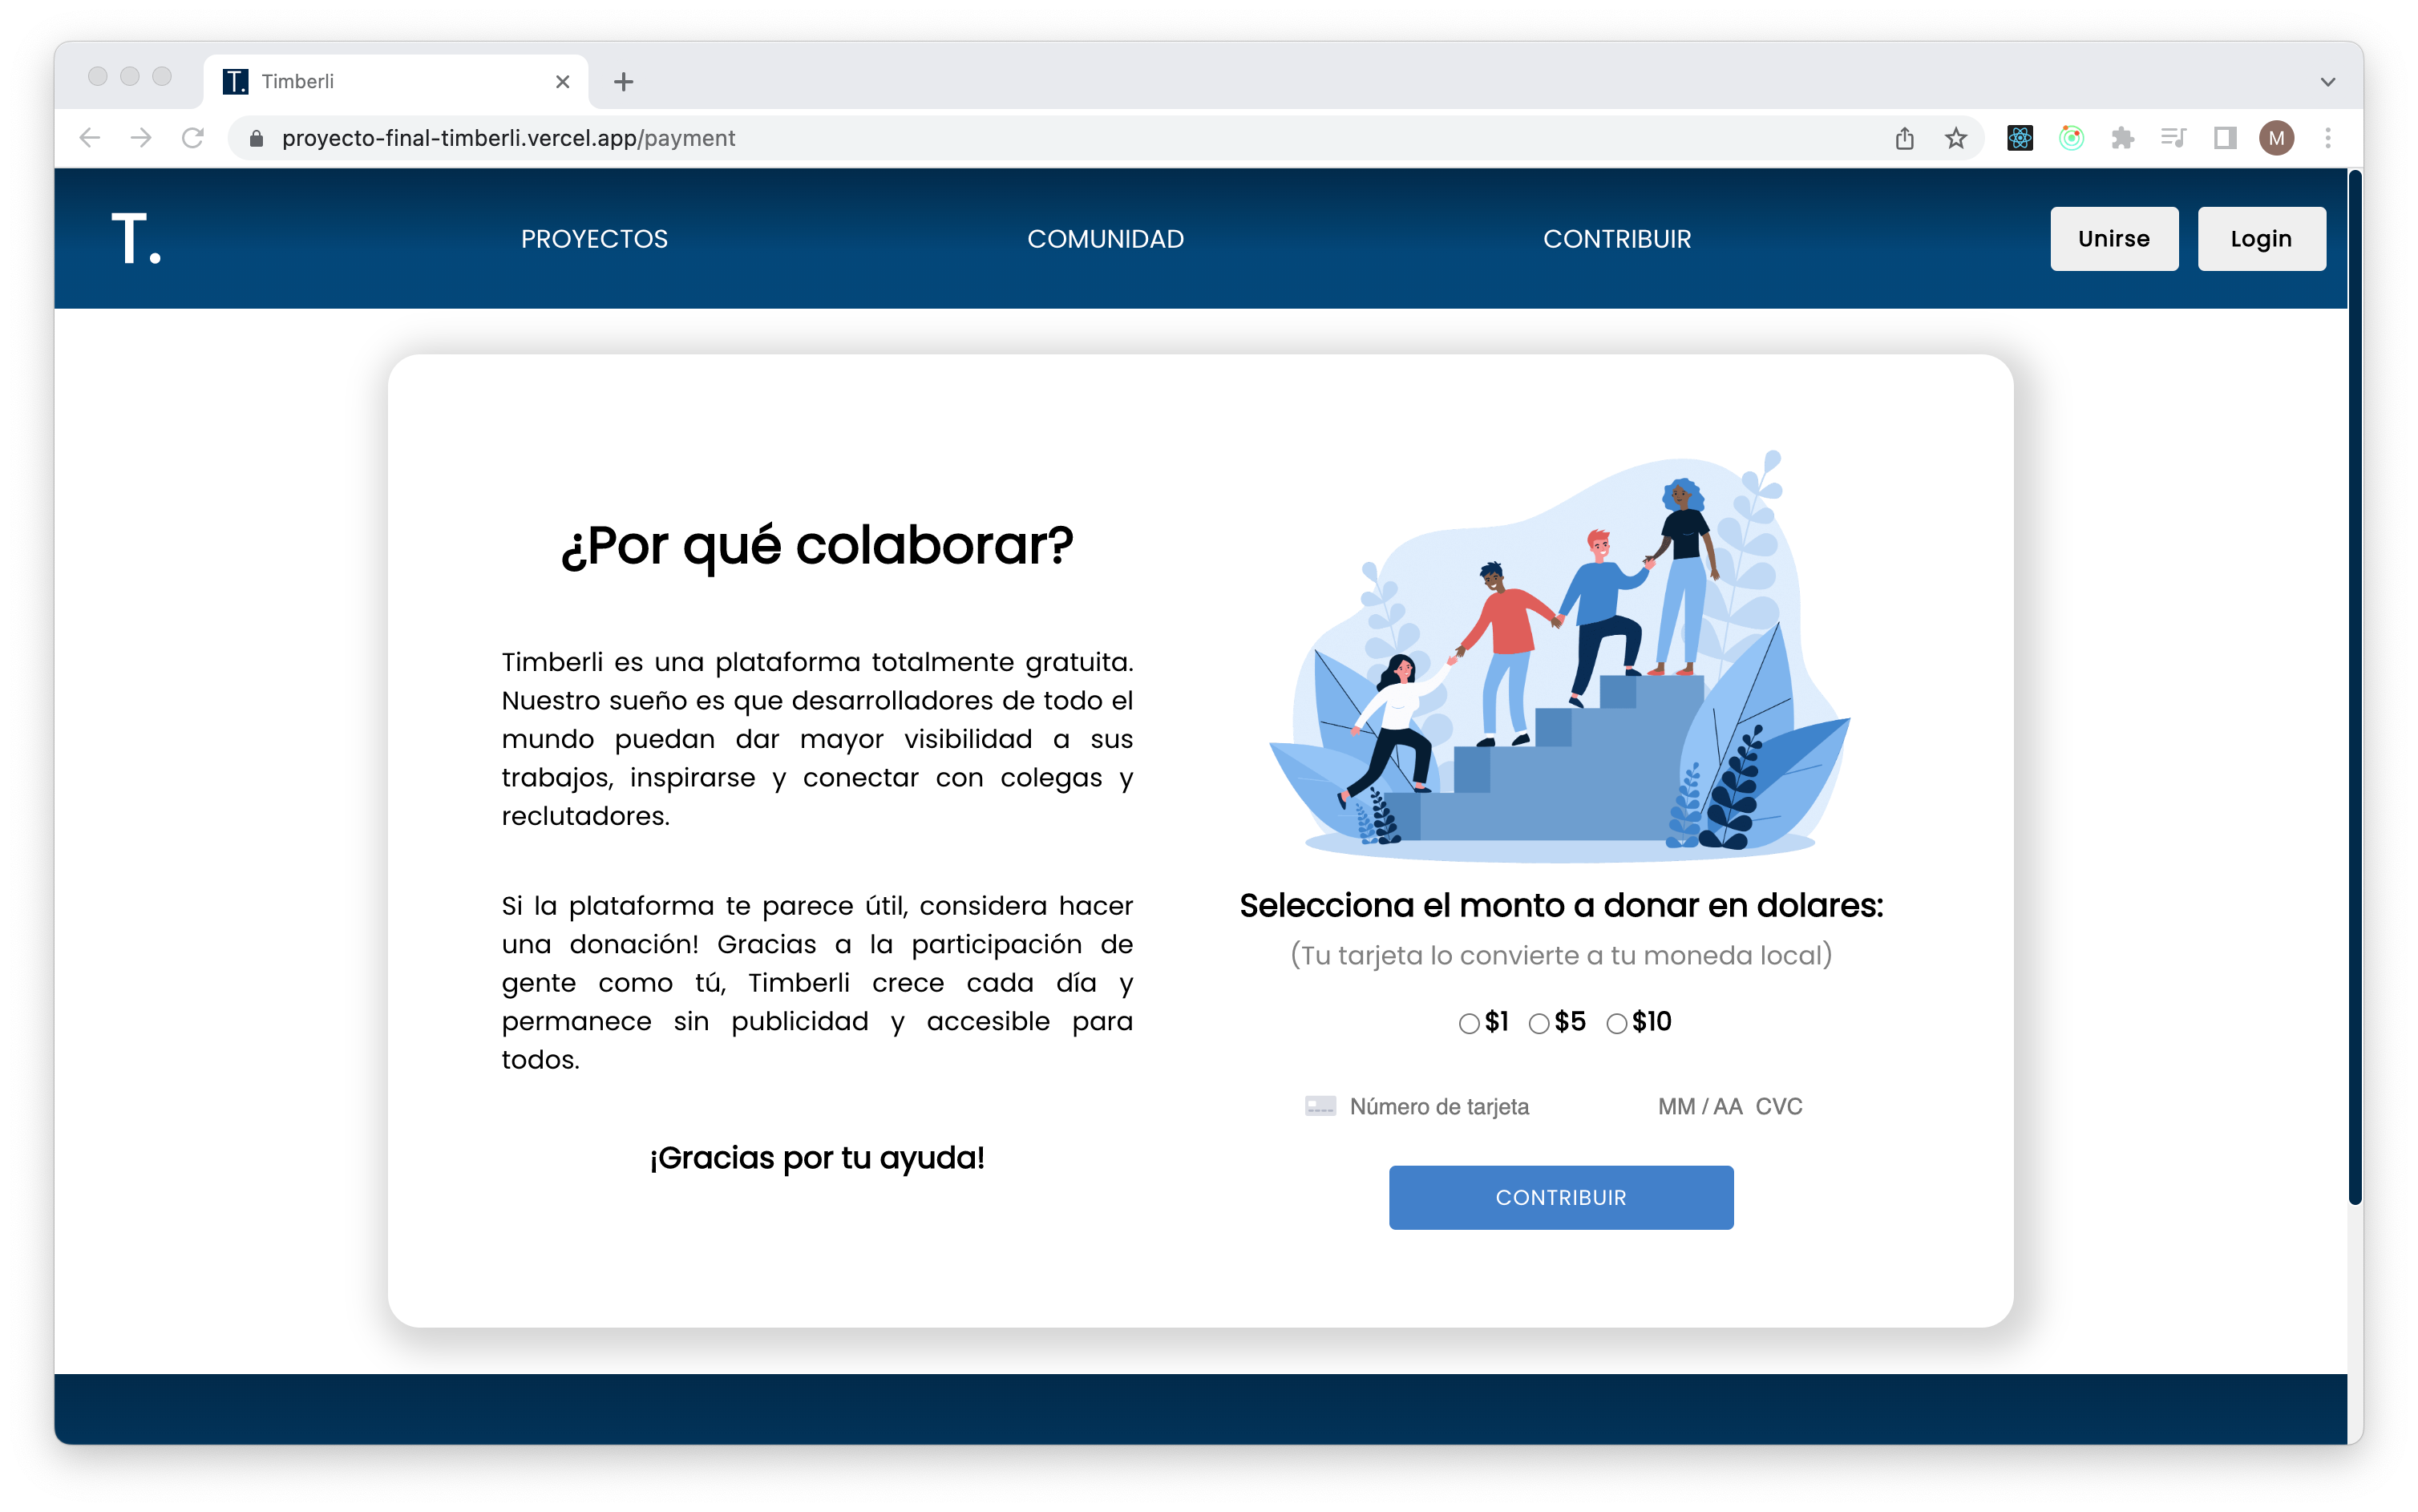 T. Timberli
proyecto-final-timberli.vercel.app/payment
M
T.
PROYECTOS
COMUNIDAD
CONTRIBUIR
Unirse
Login
¿Por qué colaborar?
Timberli es una plataforma totalmente gratuita.
Nuestro sueño es que desarrolladores de todo el
mundo puedan dar mayor visibilidad a sus
trabajos, inspirarse y conectar con colegas y
reclutadores.
Si la plataforma te parece útil, considera hacer
una donación! Gracias a la participación de
gente como tú, Timberli crece cada día y
permanece sin publicidad y accesible para
todos.
¡Gracias por tu ayuda!
Selecciona el monto a donar en dolares:
(Tu tarjeta lo convierte a tu moneda local)
$1 $5 $10
Número de tarjeta MM / AA CVC
CONTRIBUIR